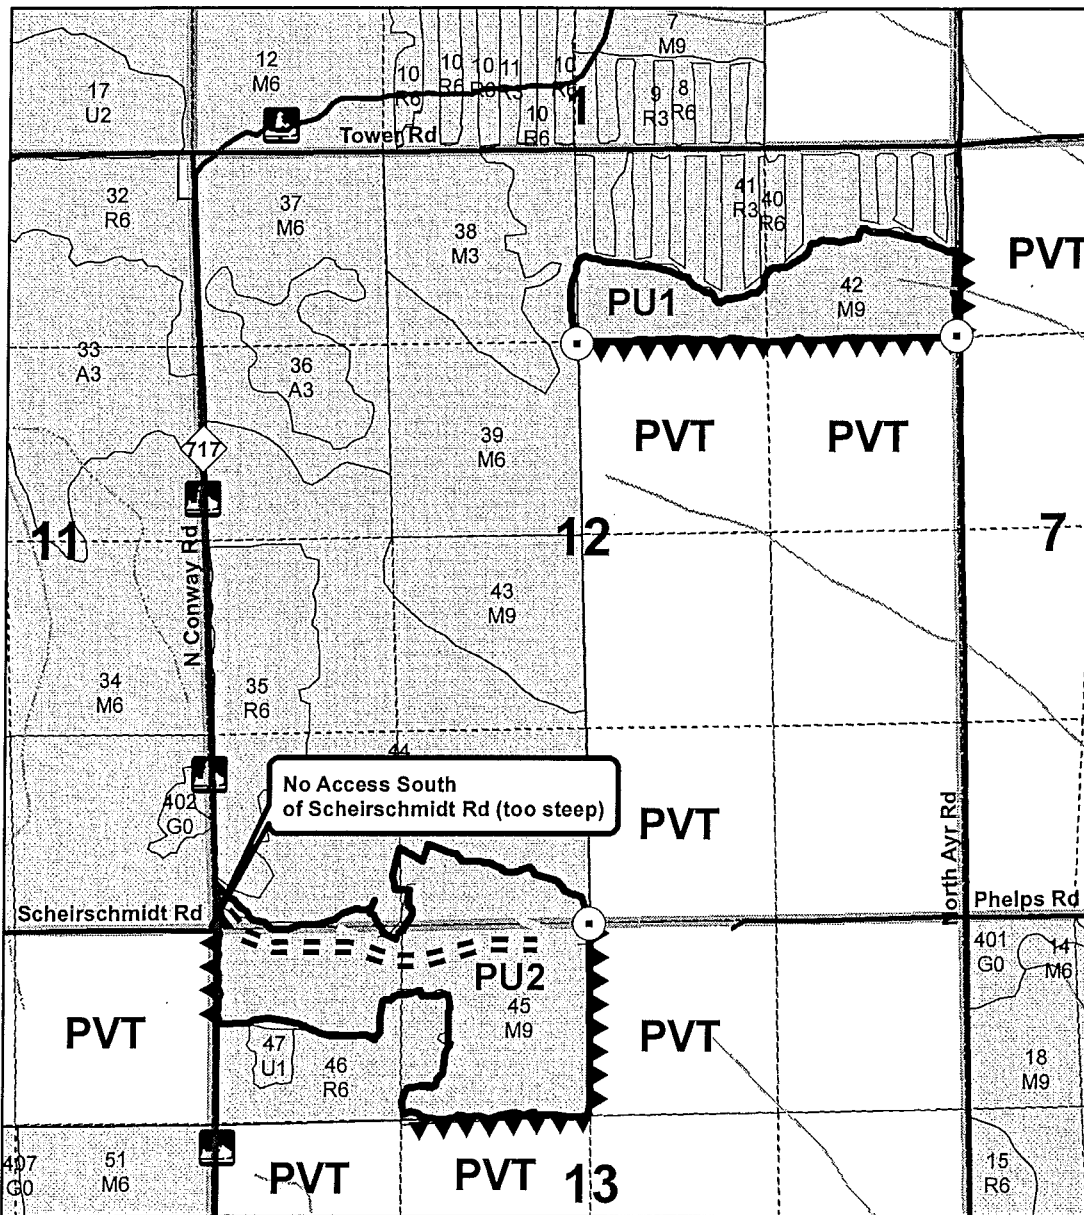 7
M9
12
M6
10
R6
10
R6
10
R6
11
R3
10
R6
17
U2
9
R3
8
R6
10
R6
1
Tower Rd
32
R6
37
M6
38
M3
41
R3
40
R6
PVT
42
M9
PU1
33
A3
36
A3
39
M6
PVT
PVT
717
11
12
7
N Conway Rd
43
M9
34
M6
35
R6
44
No Access South
of Scheirschmidt Rd (too steep)
402
G0
PVT
North Ayr Rd
Scheirschmidt Rd
Phelps Rd
401
G0
14
M6
PU2
45
M9
PVT
PVT
47
U1
46
R6
18
M9
407
G0
51
M6
PVT
PVT
13
15
R6